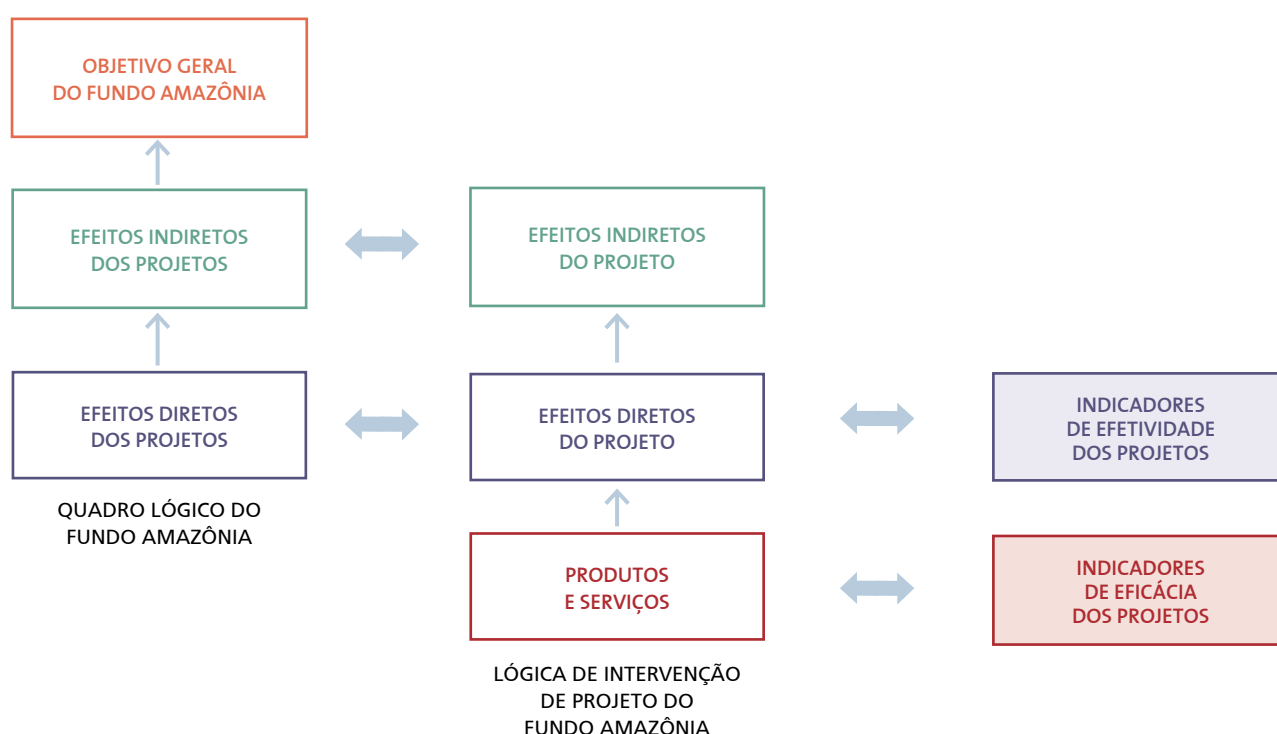 OBJETIVO GERAL
DO FUNDO AMAZÔNIA
EFEITOS INDIRETOS
DOS PROJETOS
EFEITOS INDIRETOS
DO PROJETO
EFEITOS DIRETOS
DOS PROJETOS
EFEITOS DIRETOS
DO PROJETO
INDICADORES
DE EFETIVIDADE
DOS PROJETOS
QUADRO LÓGICO DO
FUNDO AMAZÔNIA
PRODUTOS
E SERVIÇOS
INDICADORES
DE EFICÁCIA
DOS PROJETOS
LÓGICA DE INTERVENÇÃO
DE PROJETO DO
FUNDO AMAZÔNIA